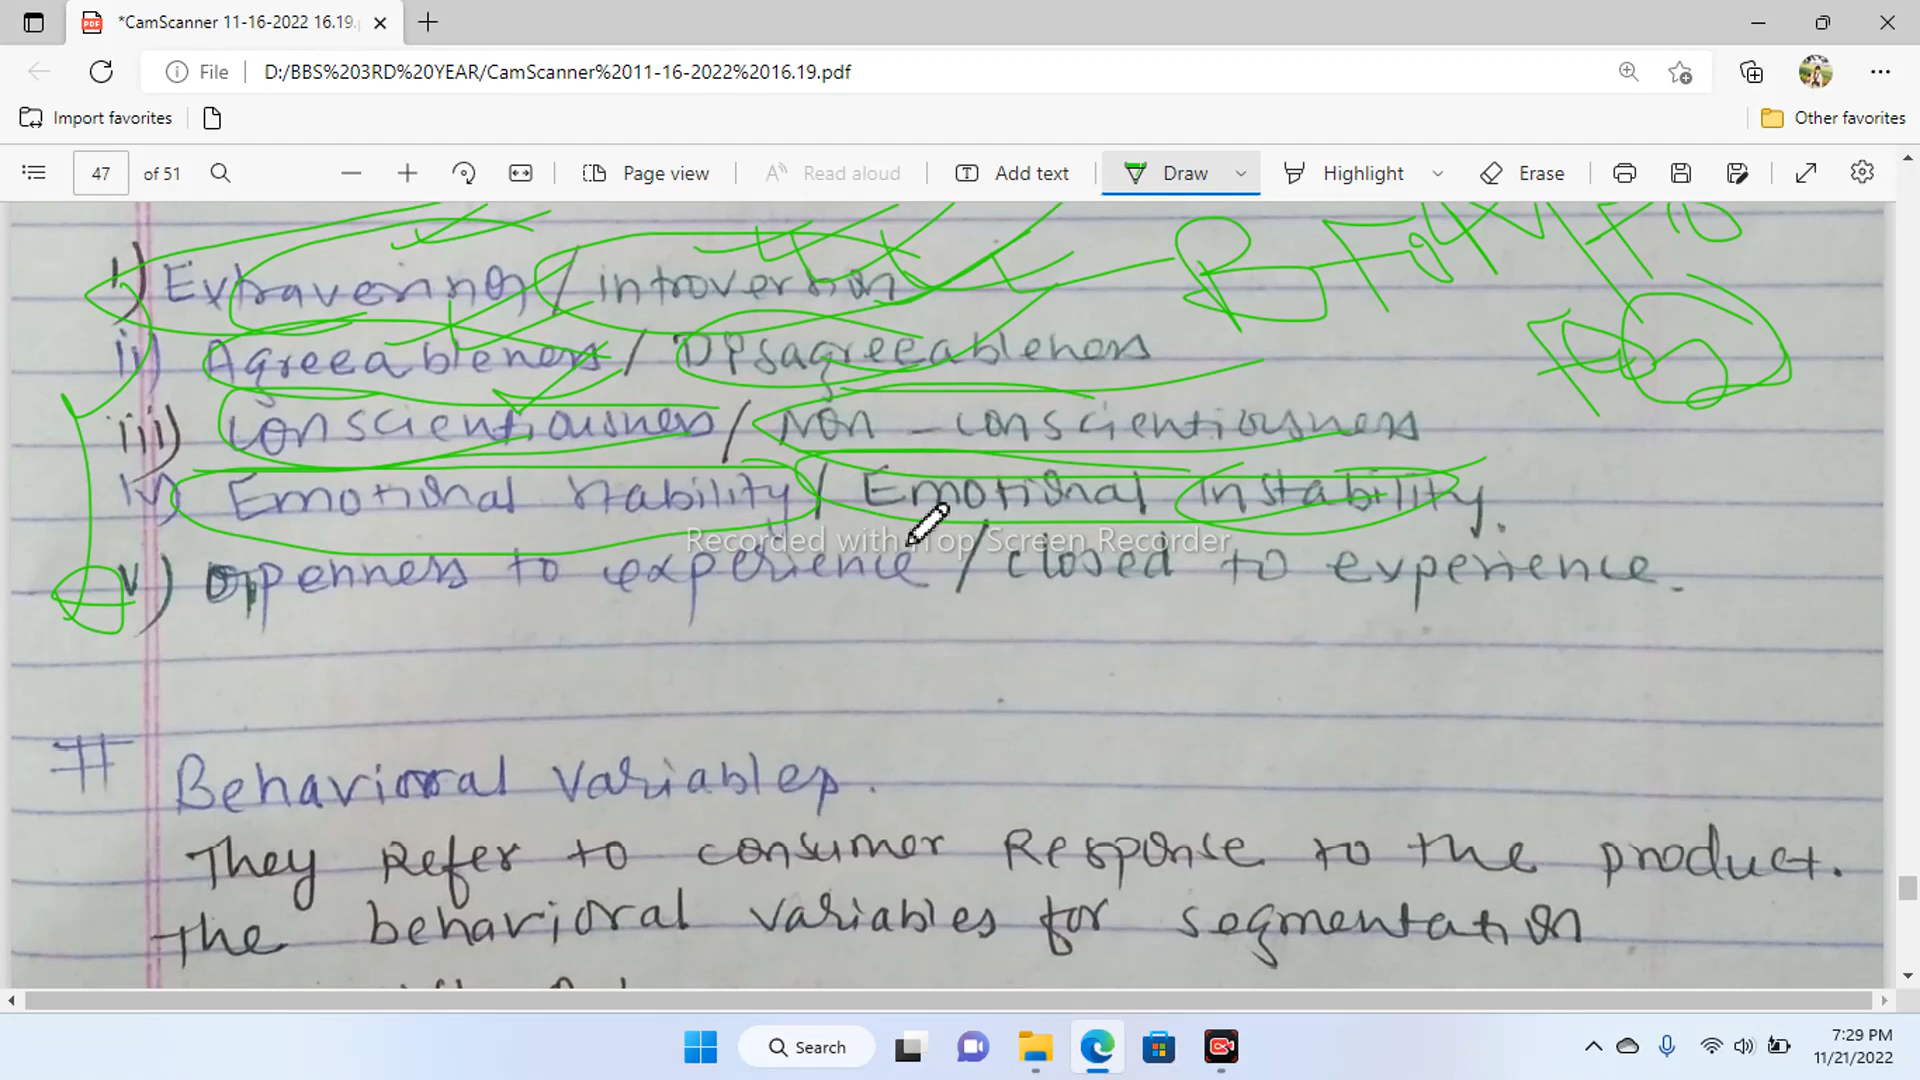 *CamScanner 11-16-2022 16.19.
File
D:/BBS%203RD%20YEAR/CamScanner%2011-16-2022%2016.19.pdf
Import favorites
Other favorites
47 of 51
Page view
Read aloud
Add text
Draw
Highlight
Erase
i) Extraversion / introversion
ii) Agreeableness / Disagreeableness
iii) Conscientiousness / Non - conscientiousness
iv) Emotional stability / Emotional instability.
Recorded with iTop Screen Recorder
v) openness to experience / closed to experience.
# Behavioral variables.
They Refer to consumer Response to the product.
The behavioral variables for segmentation
Search
7:29 PM
11/21/2022